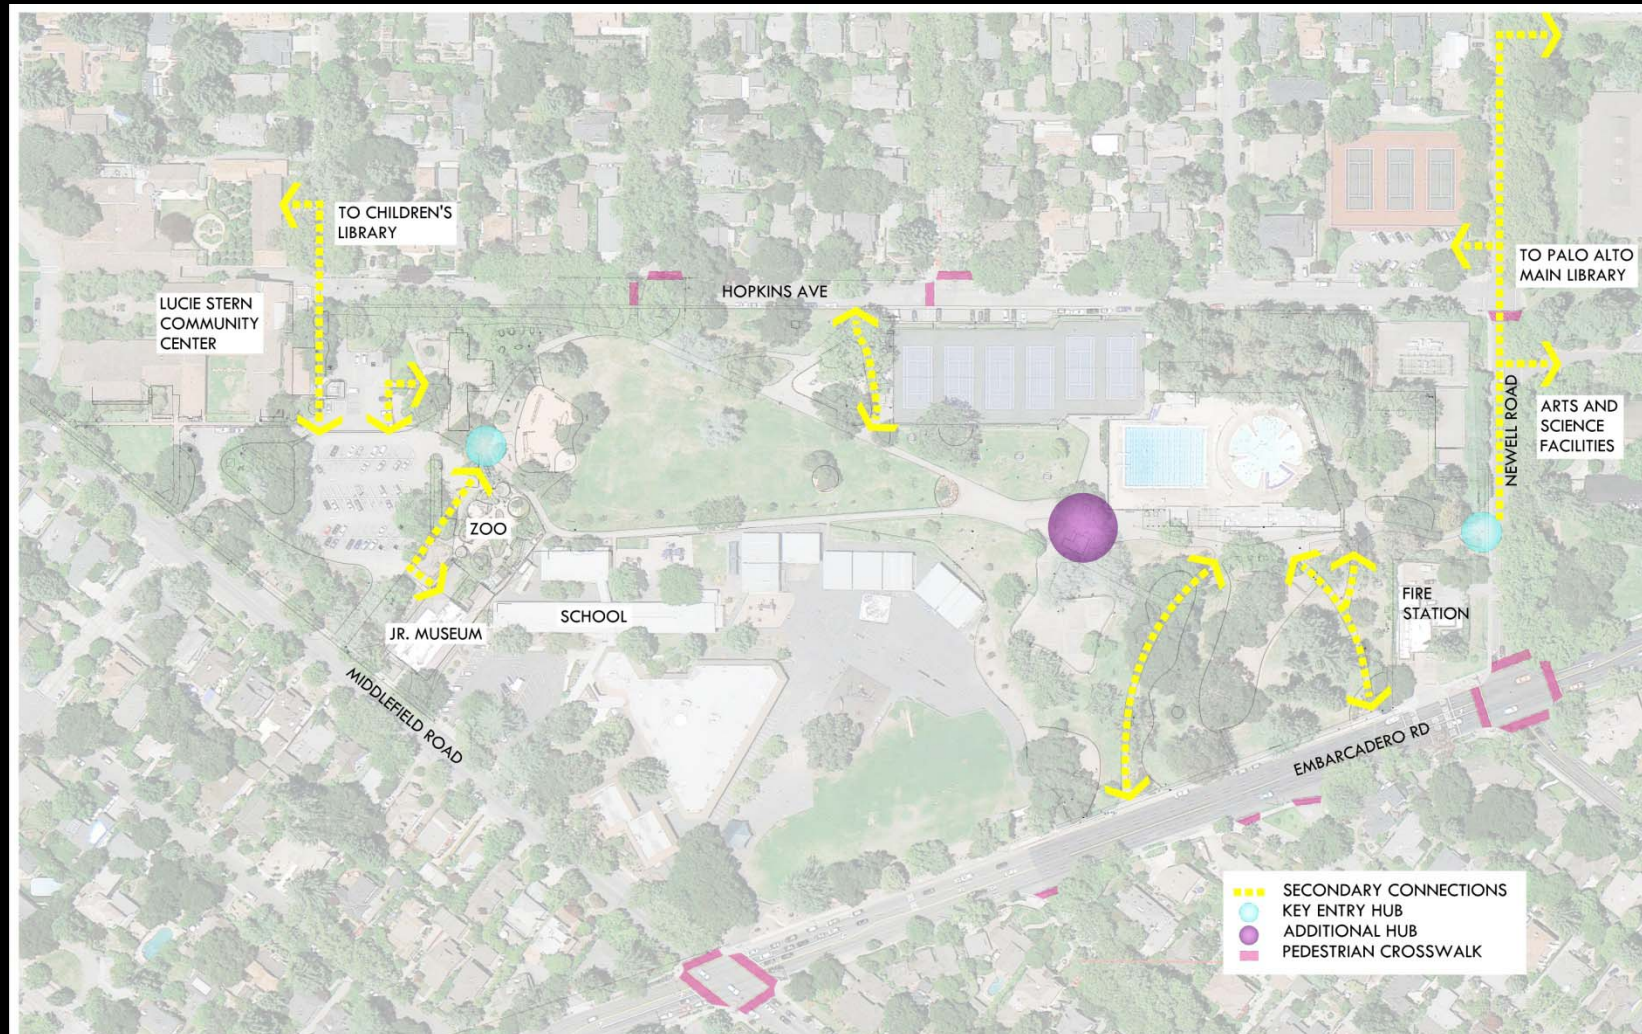 TO CHILDREN'S
LIBRARY
LUCIE STERN
COMMUNITY
CENTER
HOPKINS AVE
TO PALO ALTO
MAIN LIBRARY
NEWELL ROAD
ARTS AND
SCIENCE
FACILITIES
ZOO
SCHOOL
JR. MUSEUM
FIRE
STATION
MIDDLEFIELD ROAD
EMBARCADERO RD
SECONDARY CONNECTIONS
KEY ENTRY HUB
ADDITIONAL HUB
PEDESTRIAN CROSSWALK